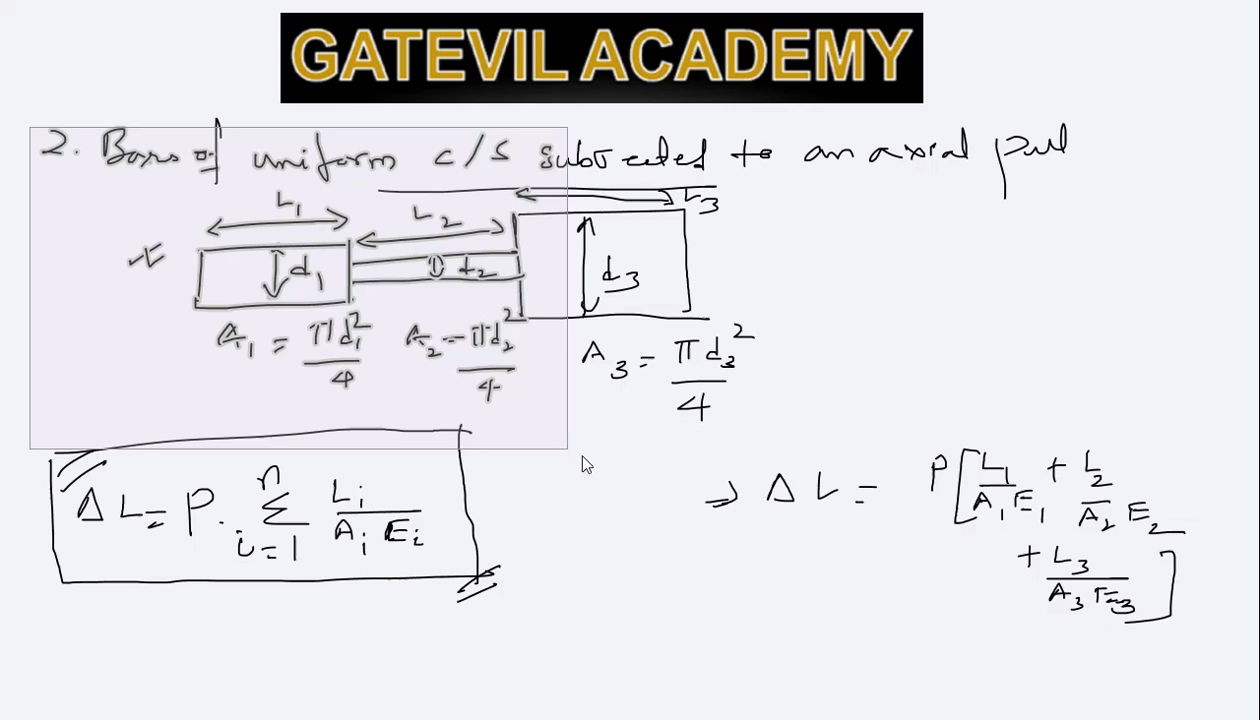 GATEVIL ACADEMY
2. Bars of uniform c/s subjected to an axial pull
L₁ L₂ L₃
d₁ d₂ d₃
A₁ = πd₁²/4 A₂ = πd₂²/4 A₃ = πd₃²/4
ΔL = P. Σ_{i=1}^{n} Lᵢ/(Aᵢ Eᵢ)
⇒ ΔL = P[L₁/(A₁E₁) + L₂/(A₂E₂)
+ L₃/(A₃E₃)]